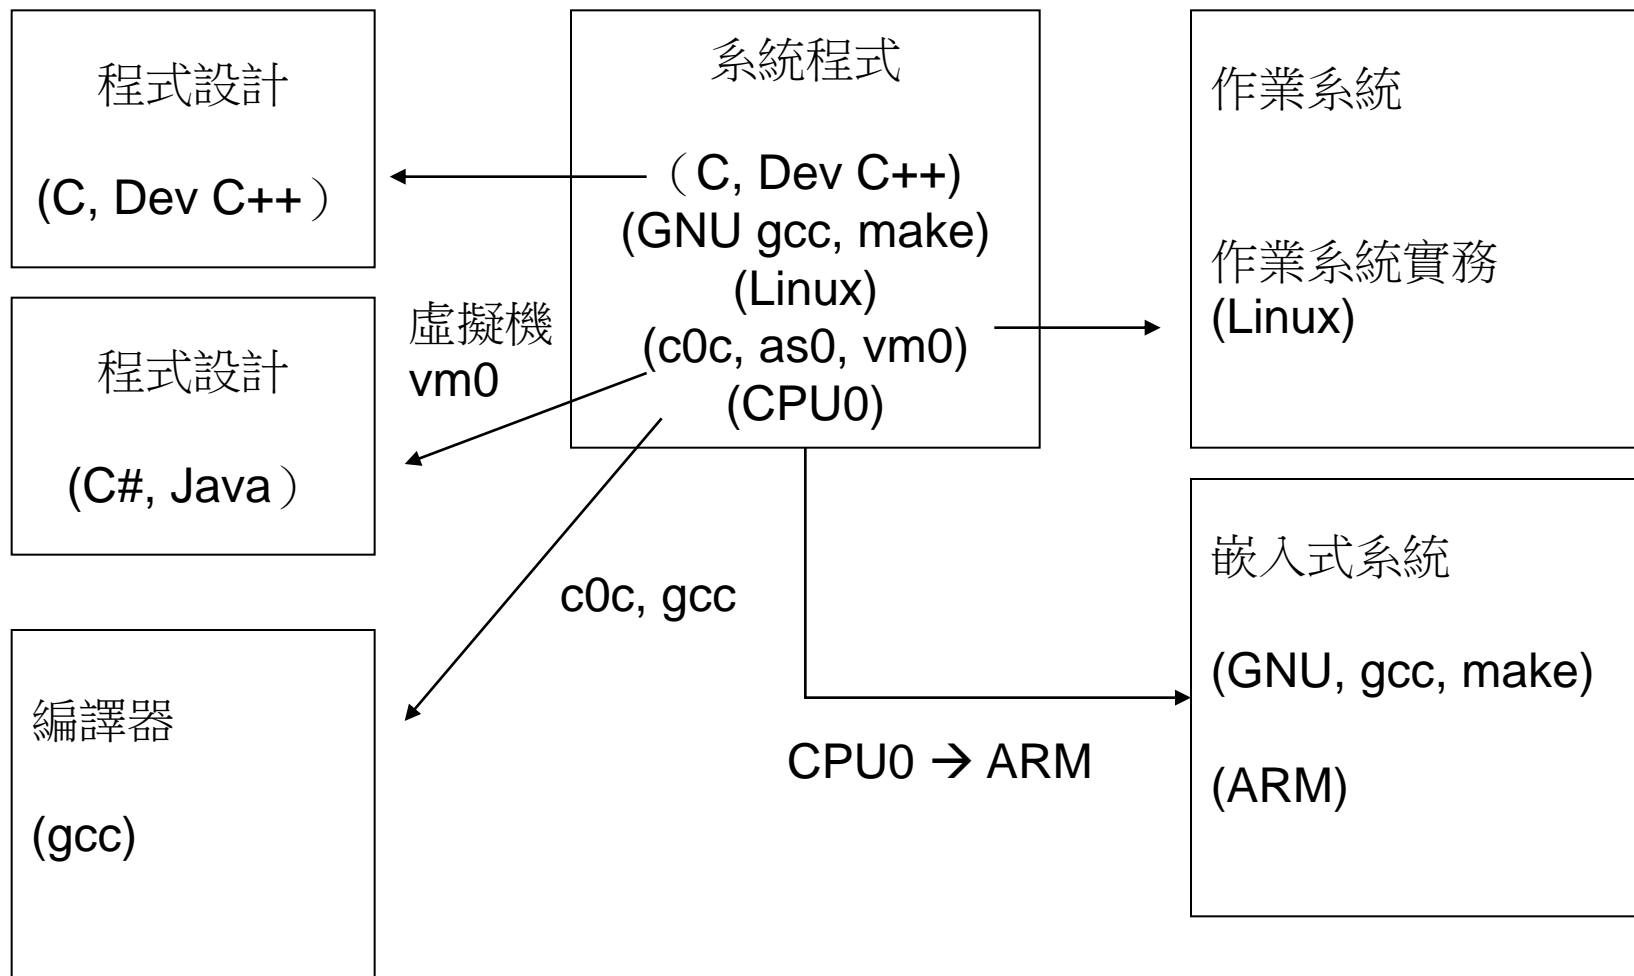 程式設計
(C, Dev C++）
系統程式
（C, Dev C++)
(GNU gcc, make)
(Linux)
(c0c, as0, vm0)
(CPU0)
作業系統
作業系統實務
(Linux)
虛擬機
vm0
程式設計
(C#, Java）
c0c, gcc
編譯器
(gcc)
嵌入式系統
(GNU, gcc, make)
(ARM)
CPU0 → ARM